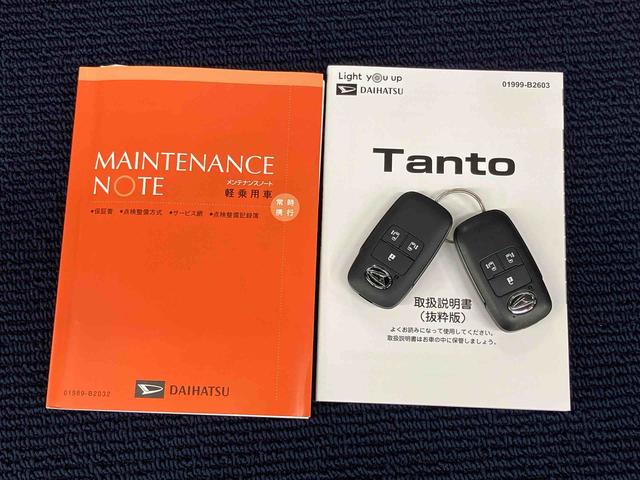 MAINTENANCE
NOTE
メンテナンスノート
軽乗用車
常時
携行
●保証書 ●点検整備方式 ●サービス網 ●点検整備記録簿
01989-B2032
DAIHATSU
Light you up
DAIHATSU
01999-B2603
Tanto
取扱説明書
(抜粋版)
よくお読みになって使用してください。
取扱説明書はお車の中に保管しましょう。